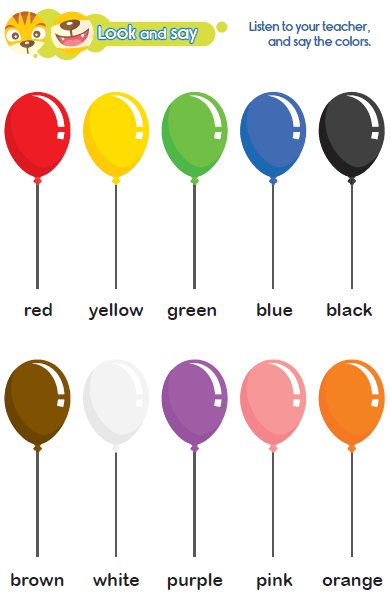 Look and say
Listen to your teacher,
and say the colors.
red yellow green blue black
brown white purple pink orange